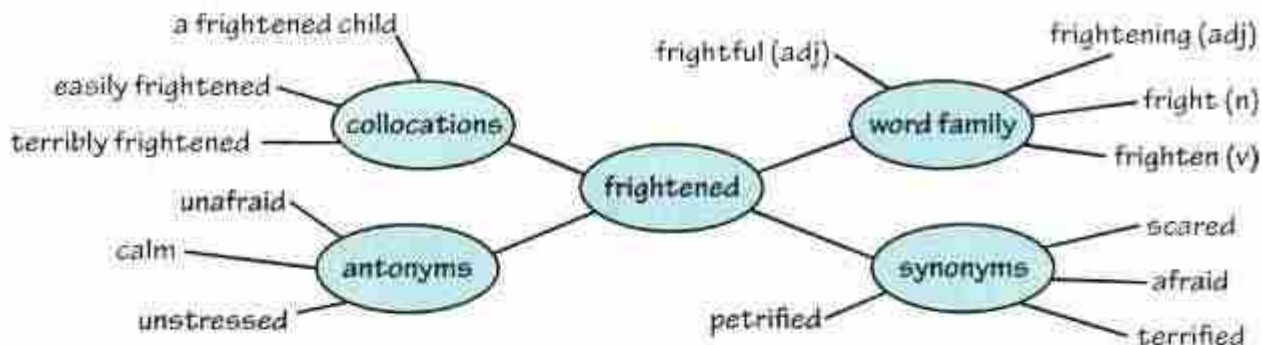 a frightened child
easily frightened
terribly frightened
collocations
frightful (adj)
frightening (adj)
fright (n)
frighten (v)
word family
frightened
unafraid
calm
unstressed
antonyms
synonyms
scared
afraid
terrified
petrified